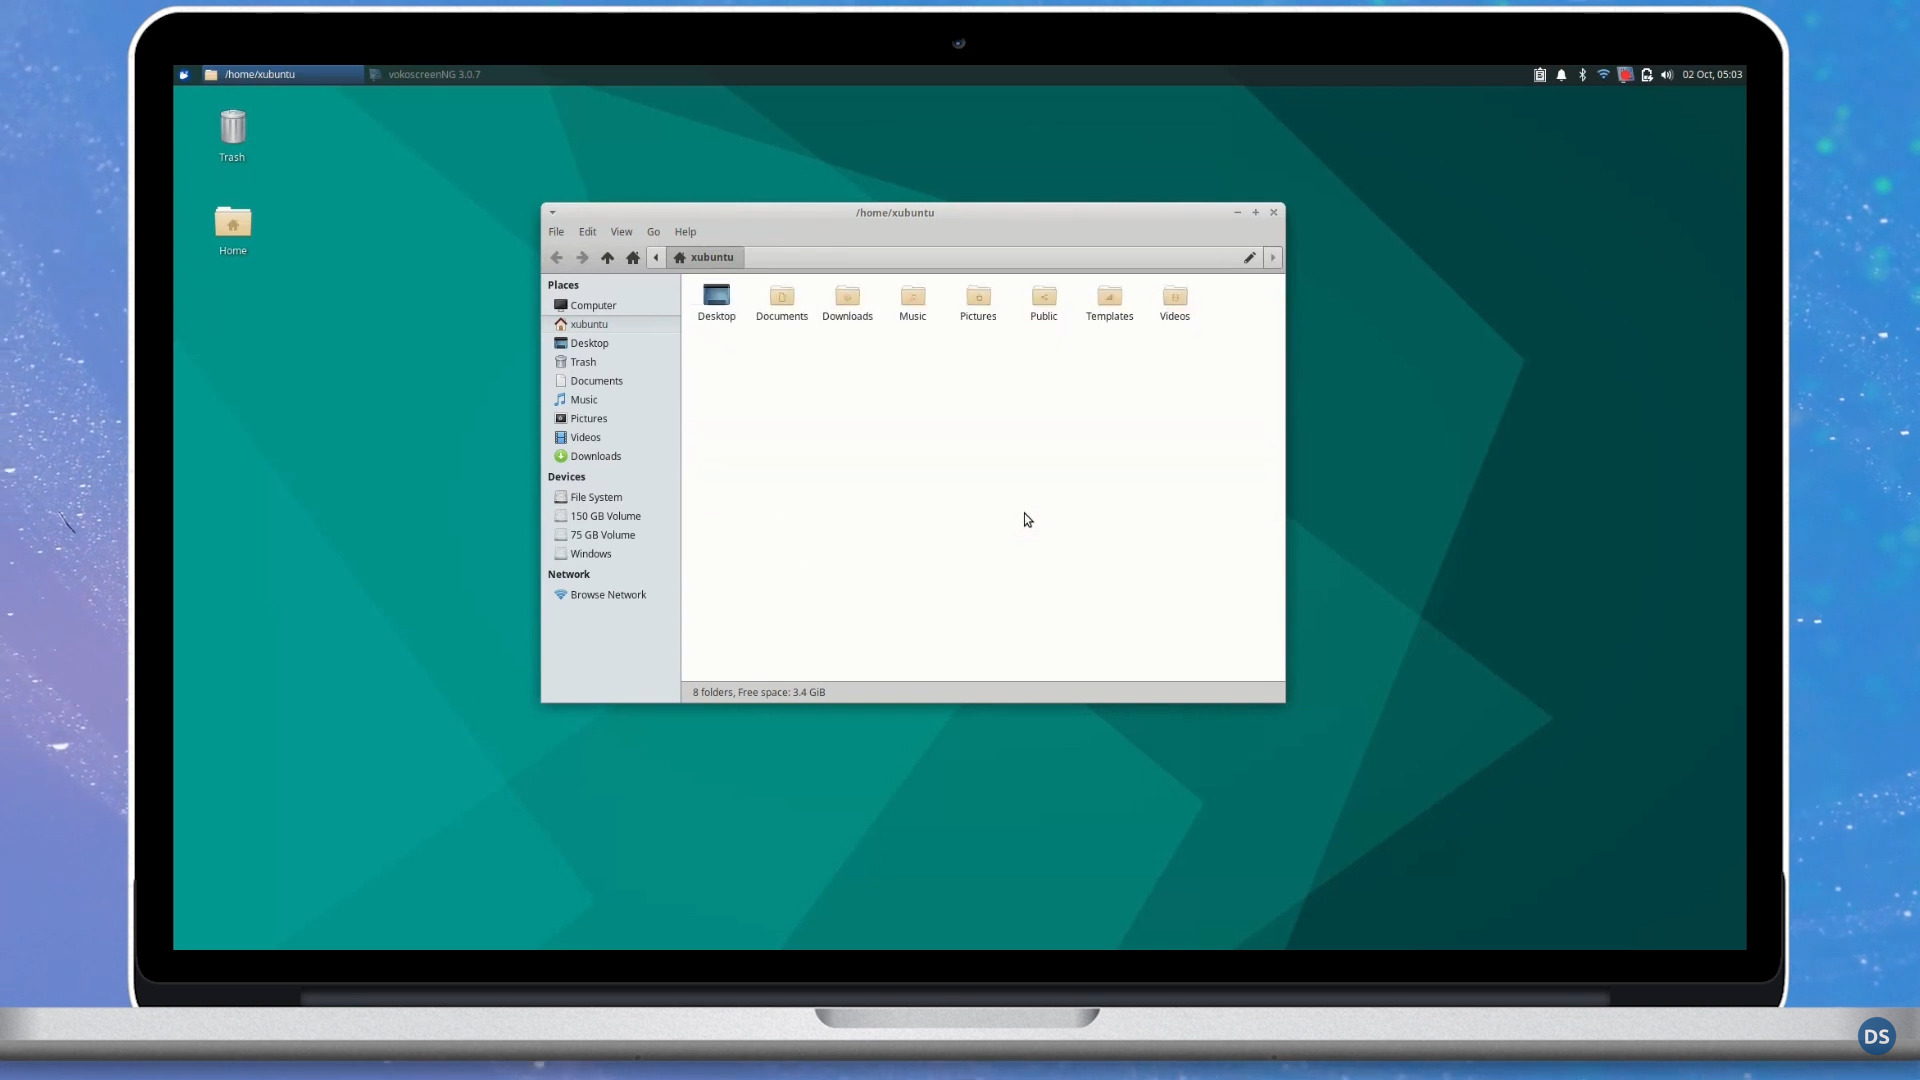 /home/xubuntu
vokoscreenNG 3.0.7
02 Oct, 05:03
Trash
Home
/home/xubuntu
File Edit View Go Help
xubuntu
Places
Computer
xubuntu
Desktop
Trash
Documents
Music
Pictures
Videos
Downloads
Devices
File System
150 GB Volume
75 GB Volume
Windows
Network
Browse Network
Desktop Documents Downloads Music Pictures Public Templates Videos
8 folders, Free space: 3.4 GiB
DS